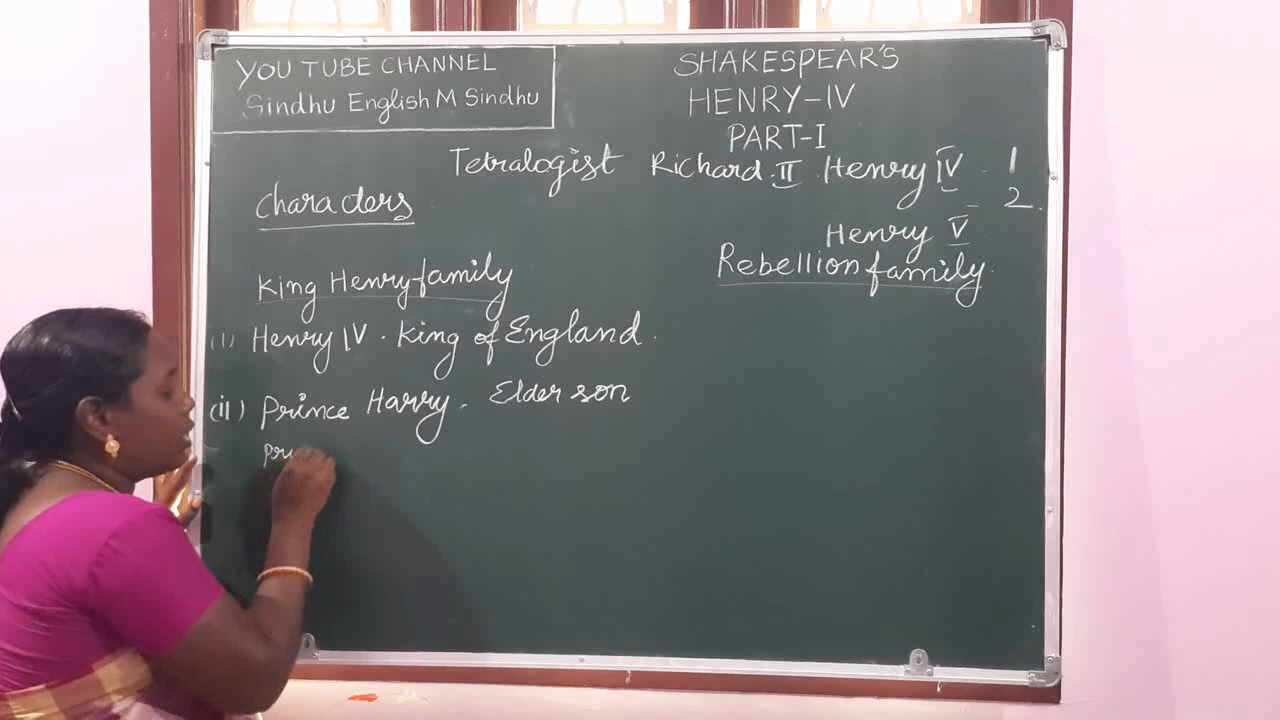 YOU TUBE CHANNEL
Sindhu English M Sindhu
SHAKESPEAR'S
HENRY-IV
PART-I
Tetralogist Richard.II Henry IV - 1
- 2
Henry V
characters
King Henry family
Rebellion family.
(i) Henry IV. King of England.
(ii) Prince Harry. Elder son